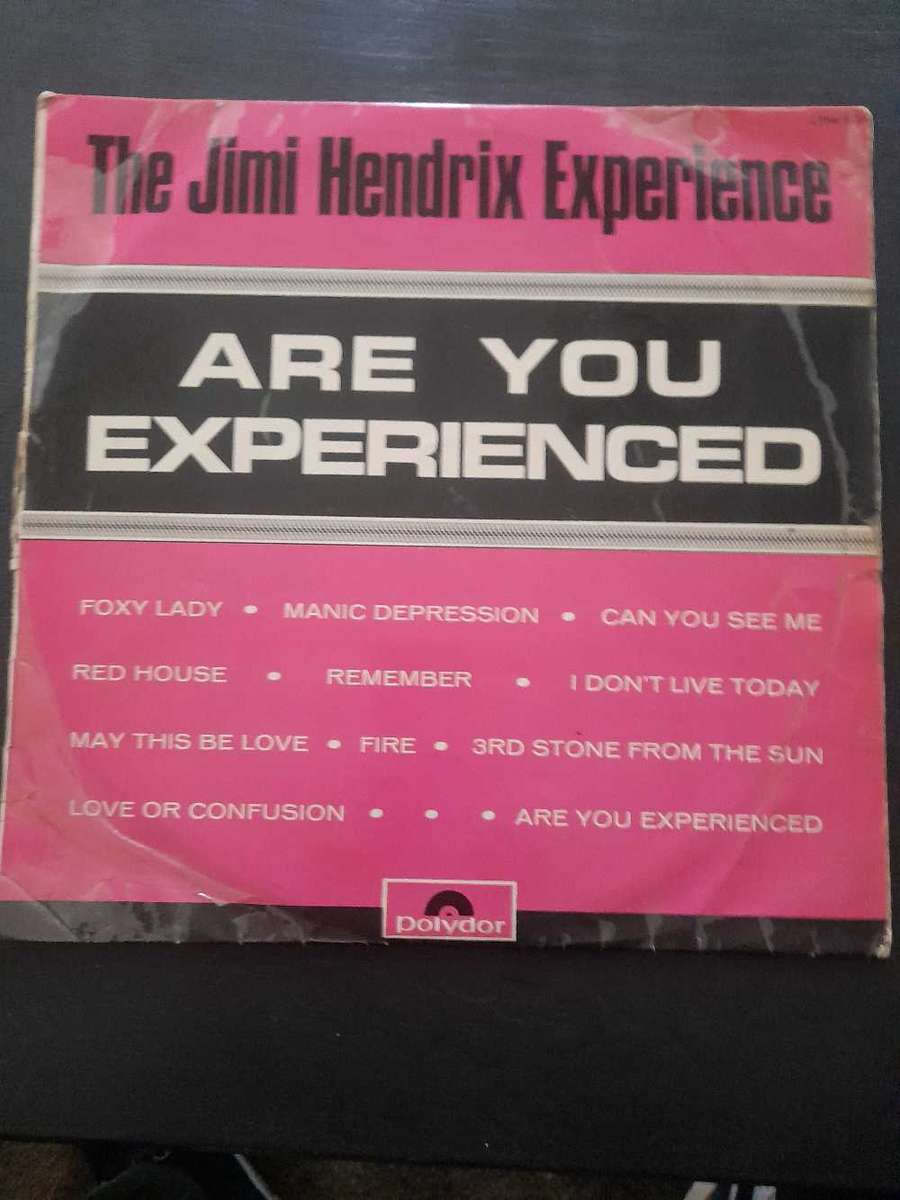 The Jimi Hendrix Experience
ARE YOU
EXPERIENCED
FOXY LADY • MANIC DEPRESSION • CAN YOU SEE ME
RED HOUSE • REMEMBER • I DON'T LIVE TODAY
MAY THIS BE LOVE • FIRE • 3RD STONE FROM THE SUN
LOVE OR CONFUSION • • • ARE YOU EXPERIENCED
polydor